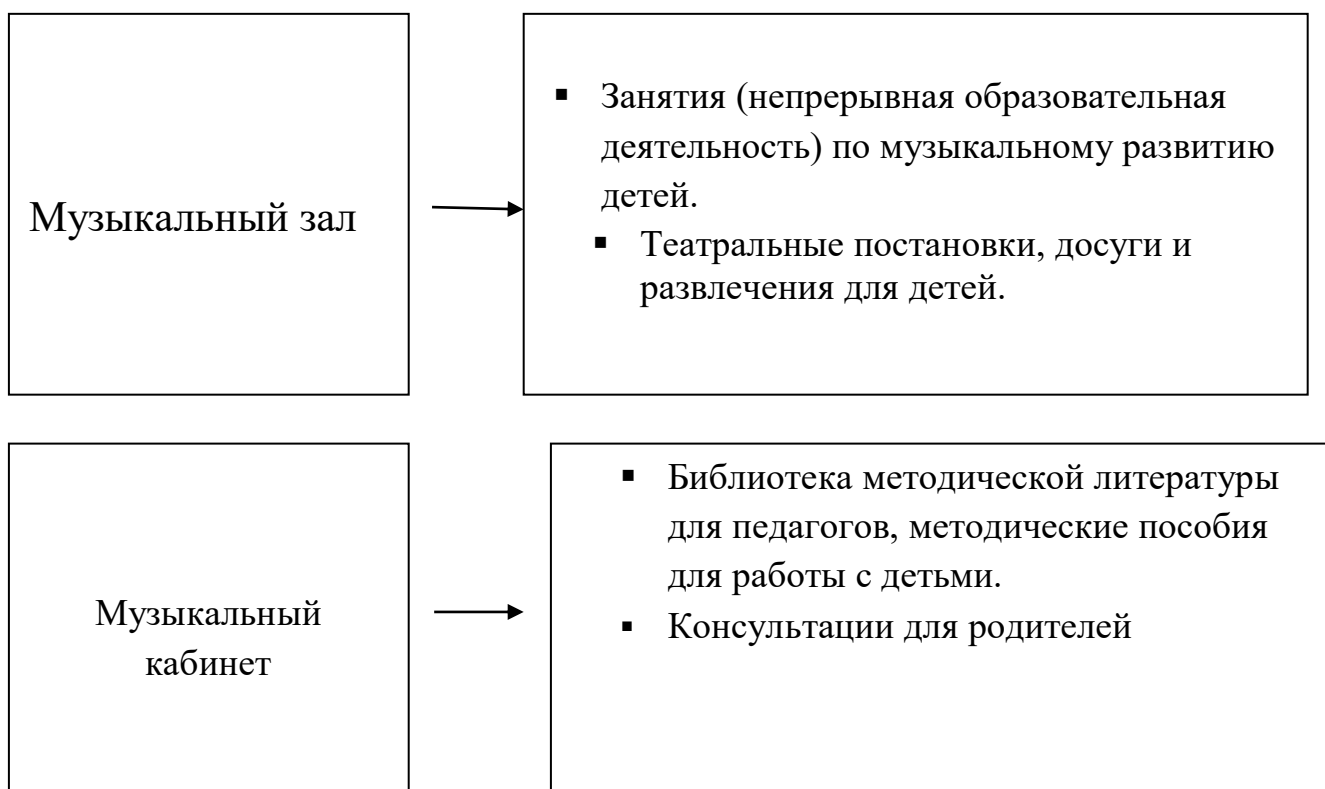 Музыкальный зал
▪ Занятия (непрерывная образовательная
деятельность) по музыкальному развитию
детей.
▪ Театральные постановки, досуги и
развлечения для детей.
Музыкальный
кабинет
▪ Библиотека методической литературы
для педагогов, методические пособия
для работы с детьми.
▪ Консультации для родителей